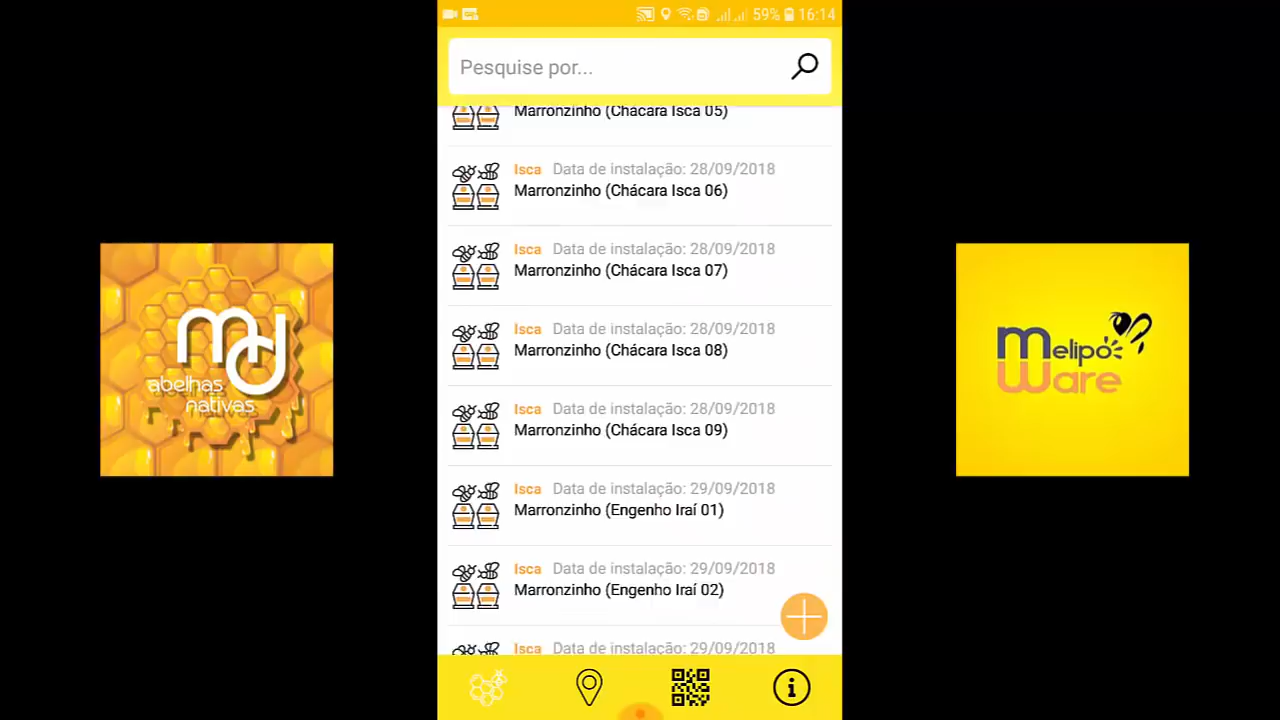 59% 16:14
Pesquise por...
Marronzinho (Chácara Isca 05)
Isca Data de instalação: 28/09/2018
Marronzinho (Chácara Isca 06)
Isca Data de instalação: 28/09/2018
Marronzinho (Chácara Isca 07)
Isca Data de instalação: 28/09/2018
Marronzinho (Chácara Isca 08)
Isca Data de instalação: 28/09/2018
Marronzinho (Chácara Isca 09)
Isca Data de instalação: 29/09/2018
Marronzinho (Engenho Iraí 01)
Isca Data de instalação: 29/09/2018
Marronzinho (Engenho Iraí 02)
Isca Data de instalação: 29/09/2018
md
abelhas
nativas
melipo
ware